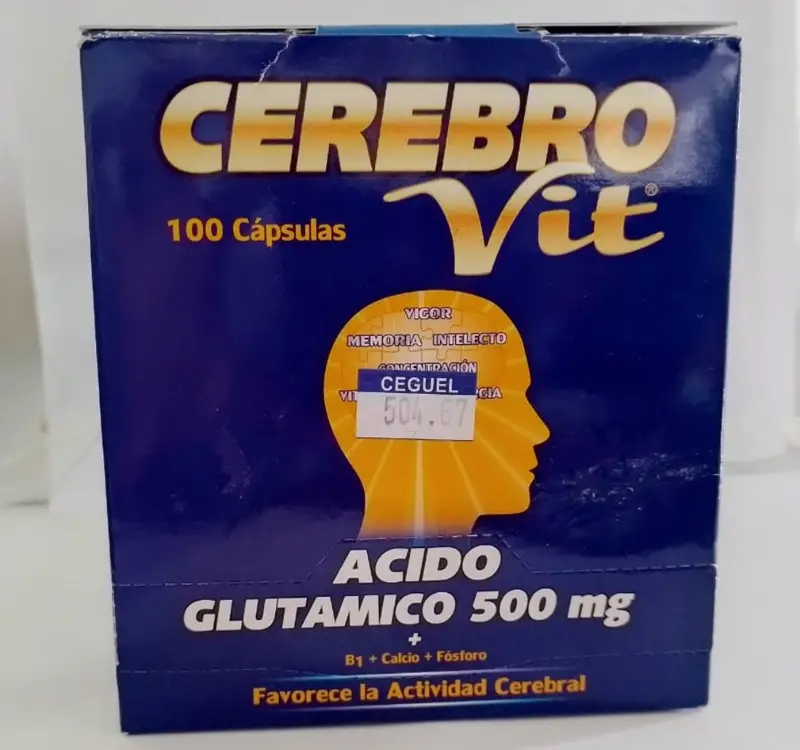 CEREBRO
Vit®
100 Cápsulas
VIGOR
MEMORIA INTELECTO
CONCENTRACIÓN
CEGUEL
504.67
ACIDO
GLUTAMICO 500 mg
+
B1 + Calcio + Fósforo
Favorece la Actividad Cerebral